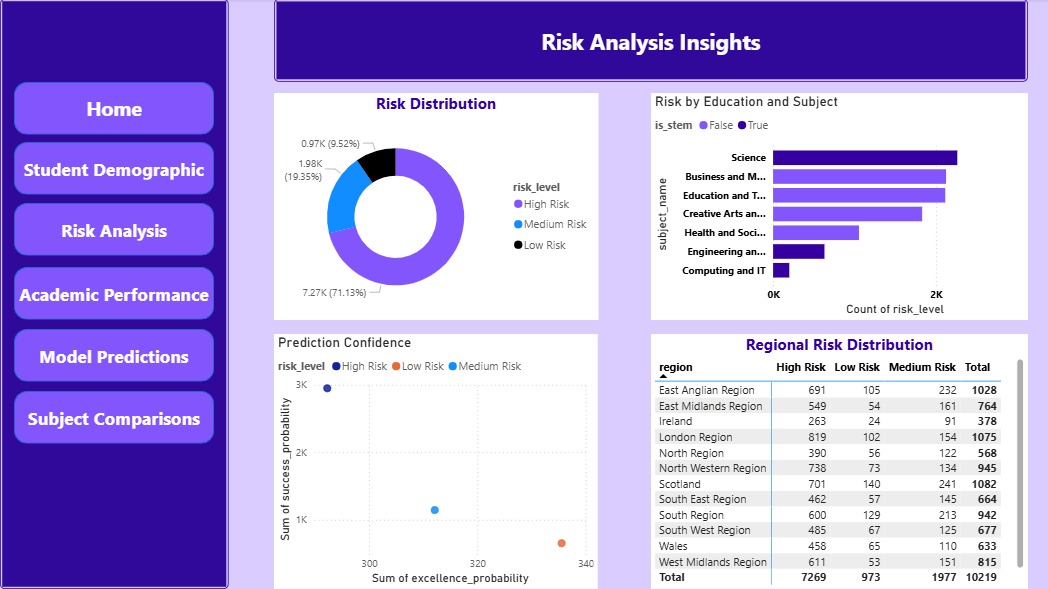 Risk Analysis Insights
Home
Student Demographic
Risk Analysis
Academic Performance
Model Predictions
Subject Comparisons
Risk Distribution
0.97K (9.52%)
1.98K
(19.35%)
7.27K (71.13%)
risk_level
High Risk
Medium Risk
Low Risk
Risk by Education and Subject
is_stem False True
subject_name
Science
Business and M...
Education and T...
Creative Arts an...
Health and Soci...
Engineering an...
Computing and IT
0K 2K
Count of risk_level
Prediction Confidence
risk_level High Risk Low Risk Medium Risk
Sum of success_probability
3K
2K
1K
300 320 340
Sum of excellence_probability
Regional Risk Distribution
region High Risk Low Risk Medium Risk Total
East Anglian Region 691 105 232 1028
East Midlands Region 549 54 161 764
Ireland 263 24 91 378
London Region 819 102 154 1075
North Region 390 56 122 568
North Western Region 738 73 134 945
Scotland 701 140 241 1082
South East Region 462 57 145 664
South Region 600 129 213 942
South West Region 485 67 125 677
Wales 458 65 110 633
West Midlands Region 611 53 151 815
Total 7269 973 1977 10219